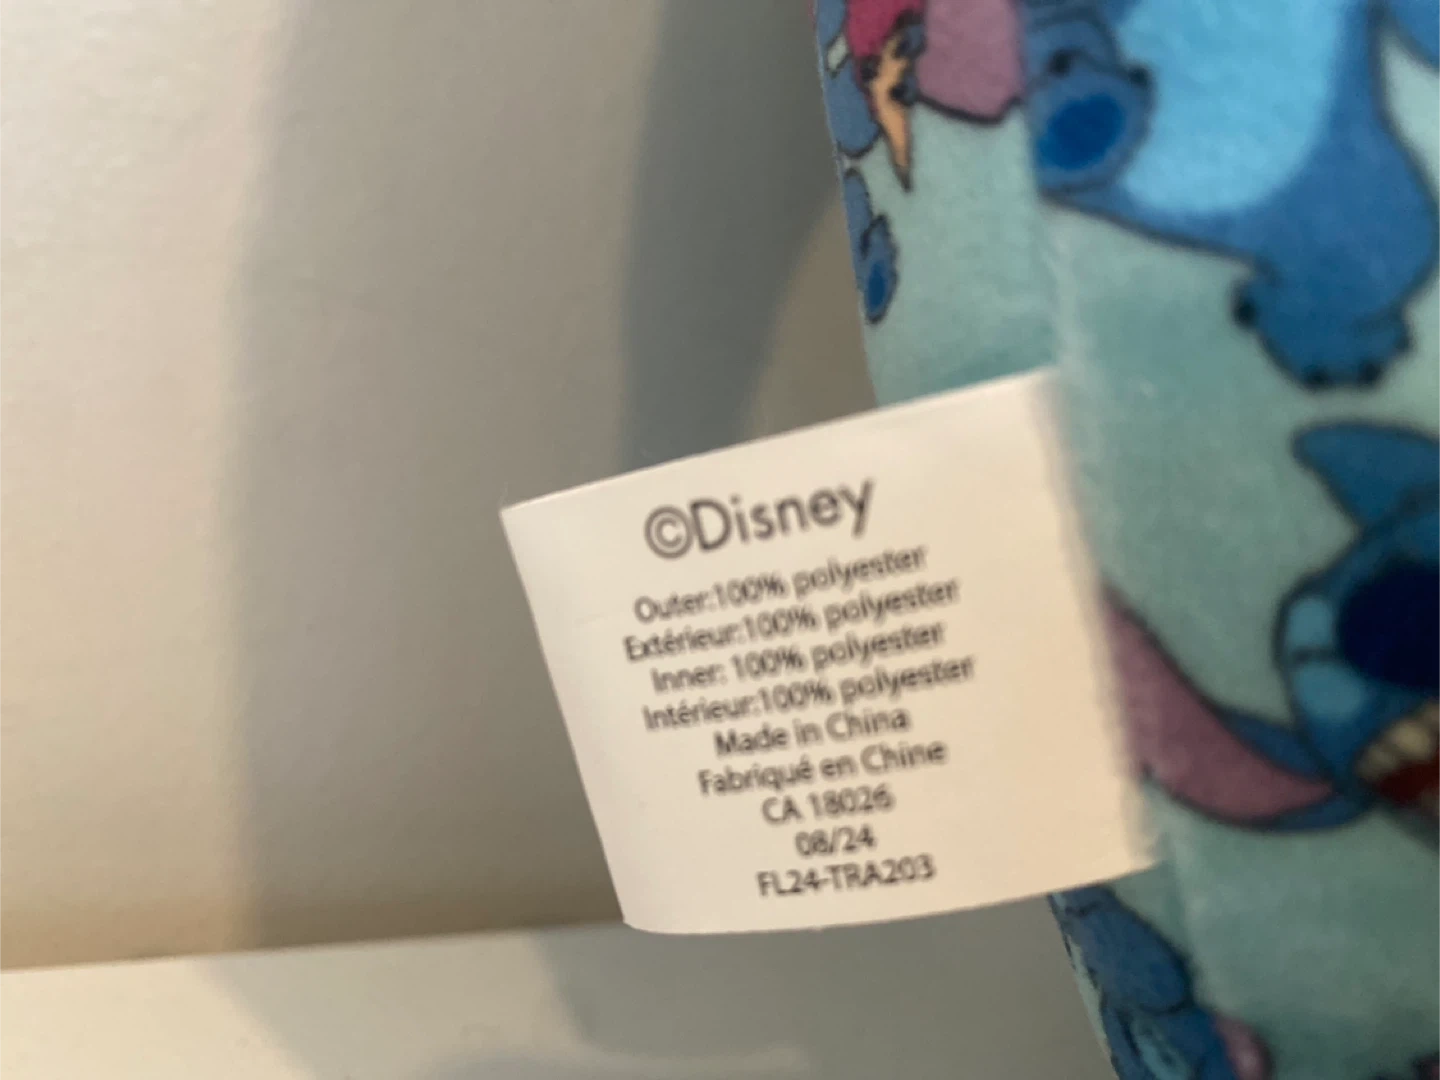 ©Disney
Outer:100% polyester
Extérieur:100% polyester
Inner: 100% polyester
Intérieur:100% polyester
Made in China
Fabriqué en Chine
CA 18026
08/24
FL24-TRA203